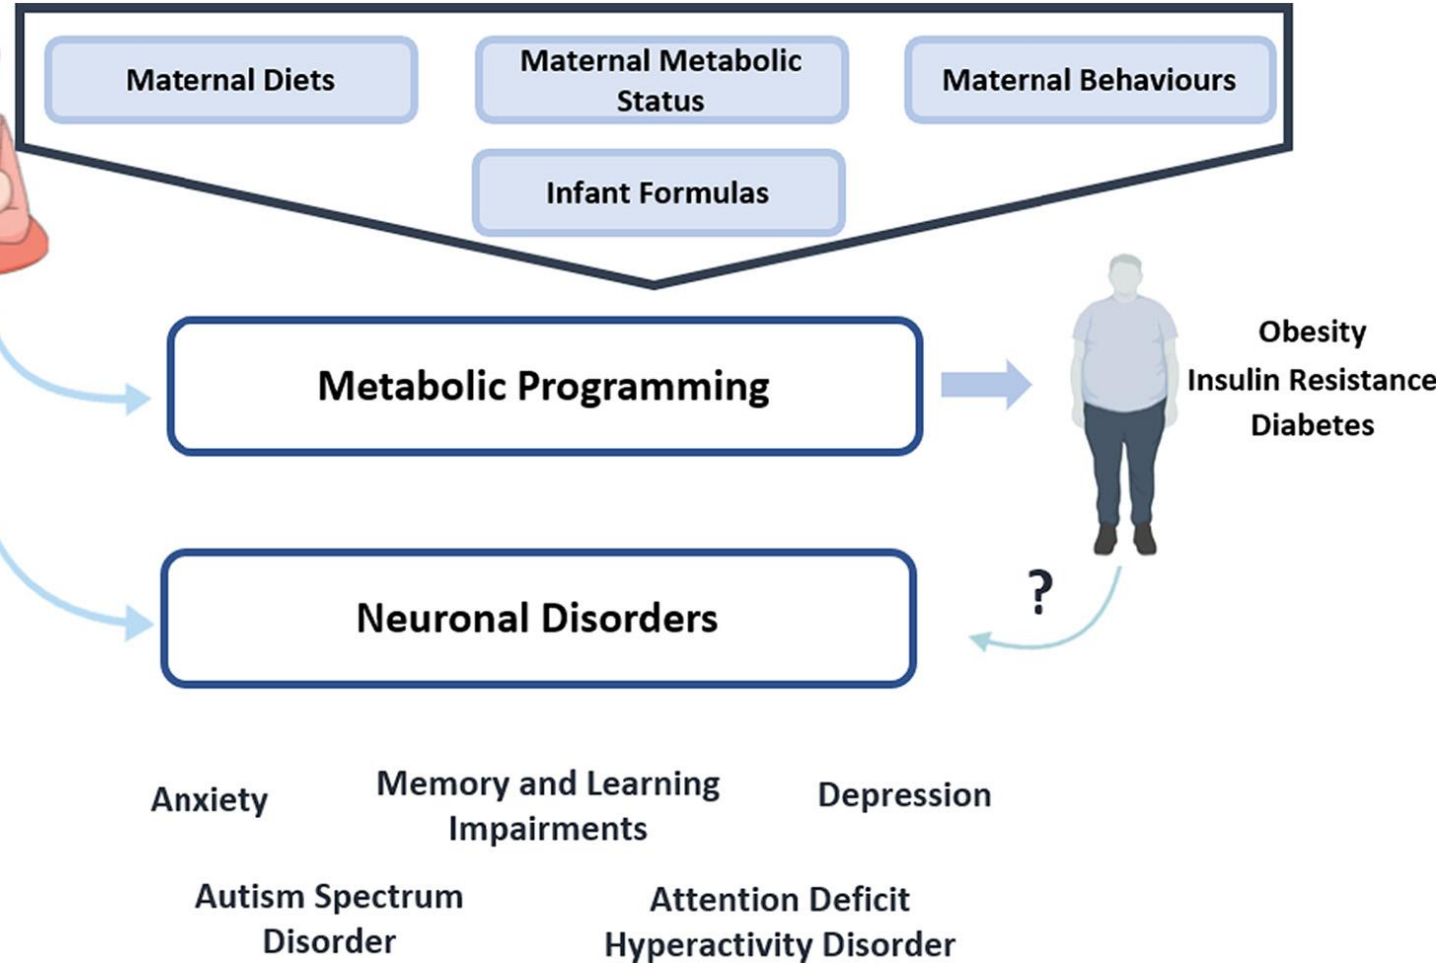 Maternal Diets
Maternal Metabolic
Status
Maternal Behaviours
Infant Formulas
Metabolic Programming
Obesity
Insulin Resistance
Diabetes
?
Neuronal Disorders
Anxiety
Memory and Learning
Impairments
Depression
Autism Spectrum
Disorder
Attention Deficit
Hyperactivity Disorder